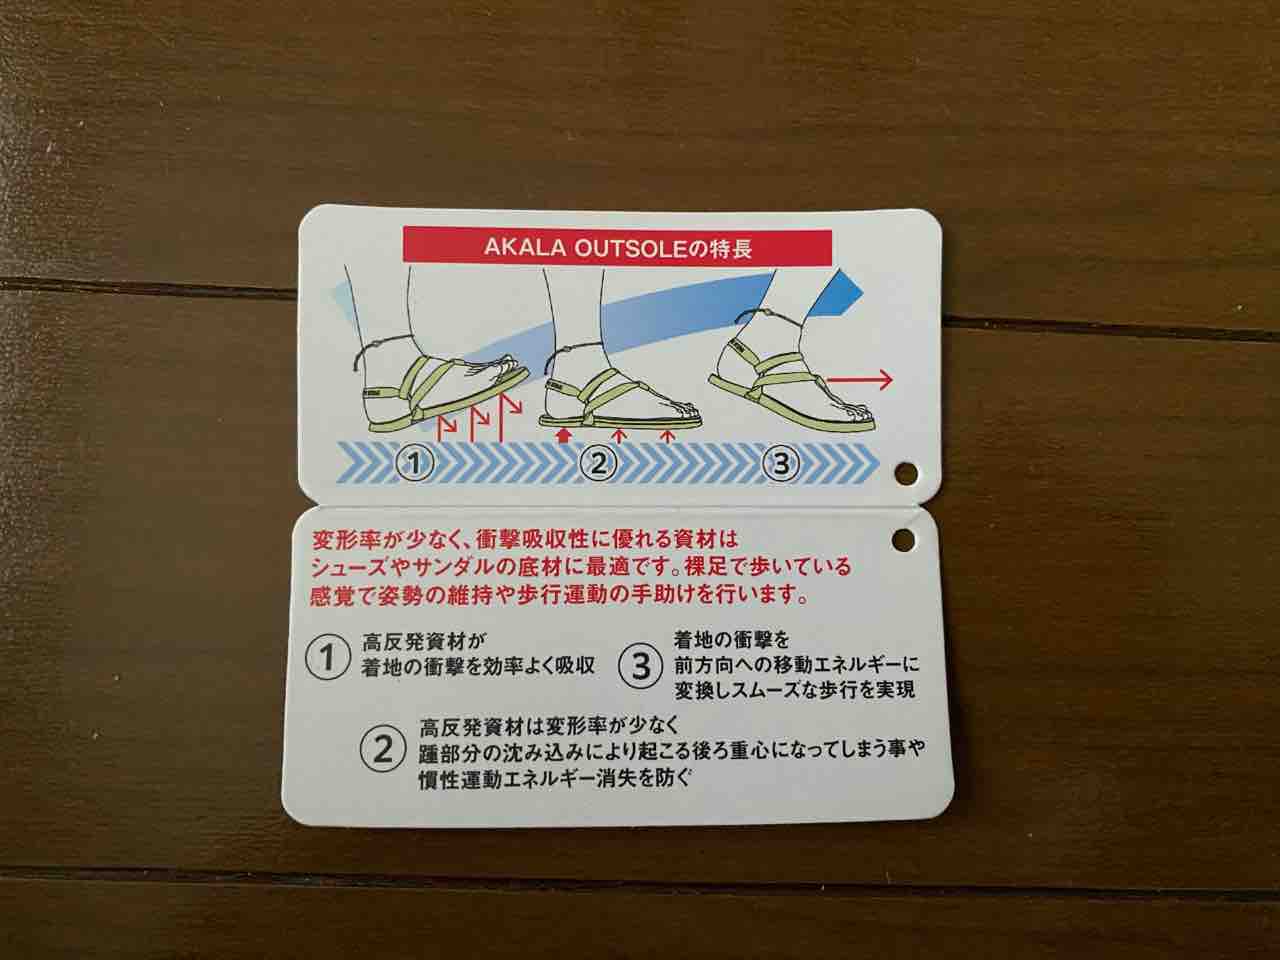 AKALA OUTSOLEの特長
①
②
③
変形率が少なく、衝撃吸収性に優れる資材は
シューズやサンダルの底材に最適です。裸足で歩いている
感覚で姿勢の維持や歩行運動の手助けを行います。
① 高反発資材が
着地の衝撃を効率よく吸収
③ 着地の衝撃を
前方向への移動エネルギーに
変換しスムーズな歩行を実現
② 高反発資材は変形率が少なく
踵部分の沈み込みにより起こる後ろ重心になってしまう事や
慣性運動エネルギー消失を防ぐ